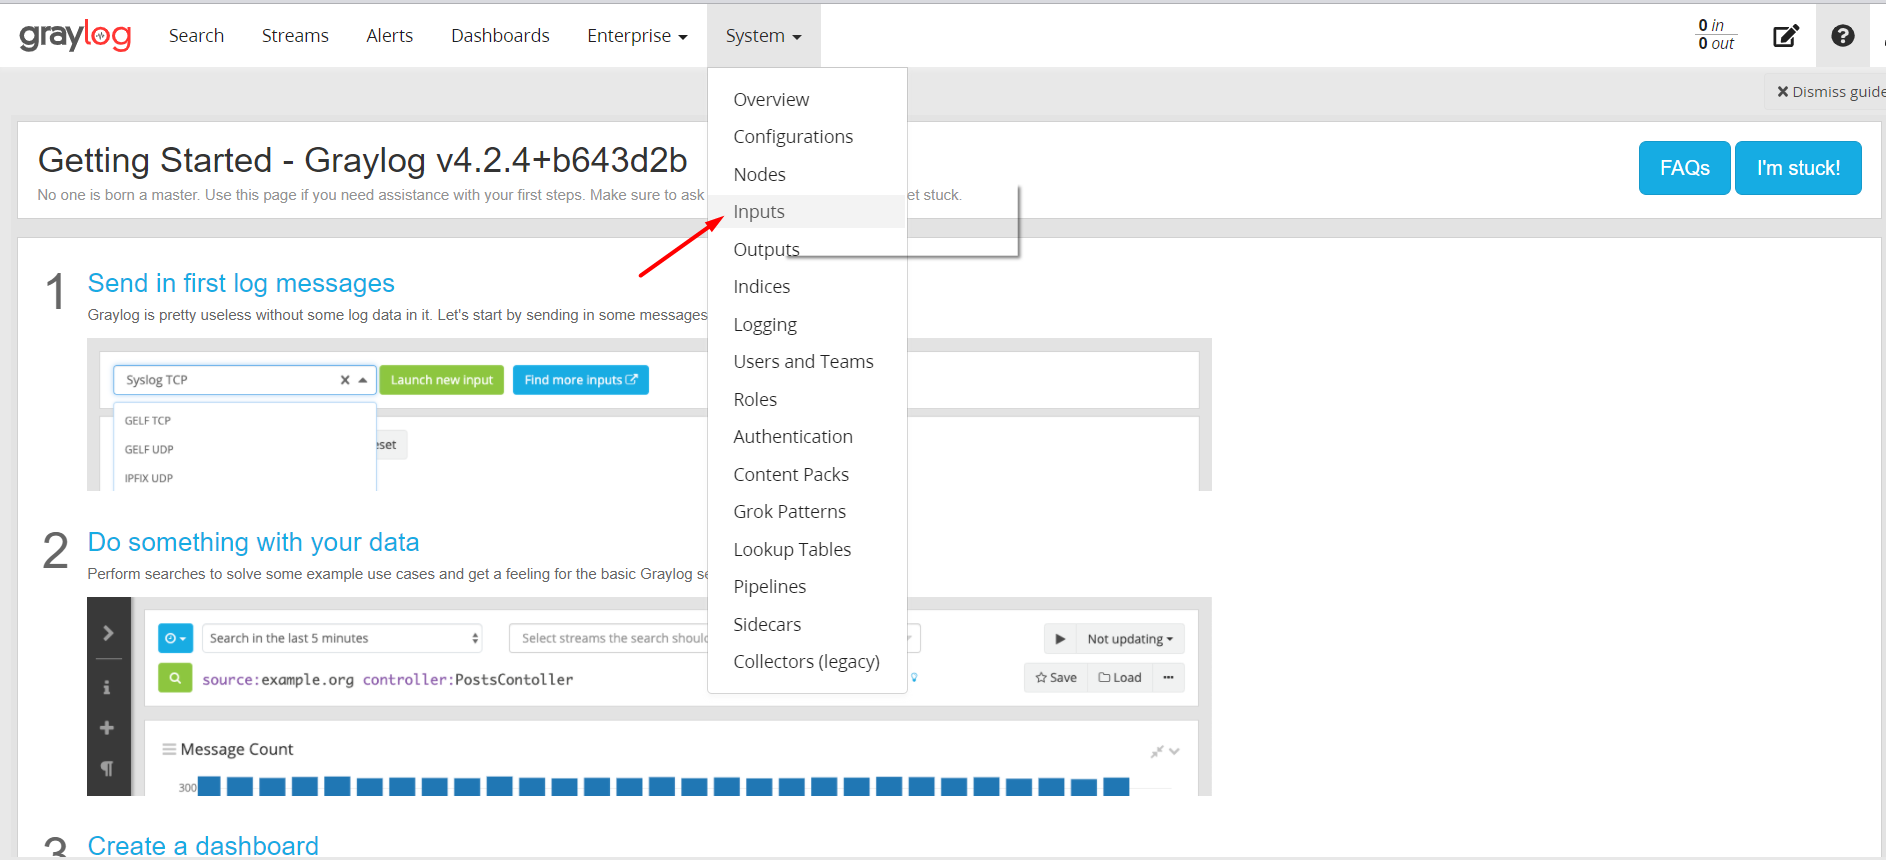 graylog
Search
Streams
Alerts
Dashboards
Enterprise
System
0 in
0 out
Dismiss guide
Overview
Configurations
Nodes
Inputs
Outputs
Indices
Logging
Users and Teams
Roles
Authentication
Content Packs
Grok Patterns
Lookup Tables
Pipelines
Sidecars
Collectors (legacy)
Getting Started - Graylog v4.2.4+b643d2b
No one is born a master. Use this page if you need assistance with your first steps. Make sure to ask
et stuck.
FAQs
I'm stuck!
1
Send in first log messages
Graylog is pretty useless without some log data in it. Let's start by sending in some messages
Syslog TCP
Launch new input
Find more inputs
GELF TCP
GELF UDP
IPFIX UDP
eset
2
Do something with your data
Perform searches to solve some example use cases and get a feeling for the basic Graylog se
Search in the last 5 minutes
Select streams the search should
Not updating
source:example.org controller:PostsContoller
Save
Load
Message Count
300
3
Create a dashboard